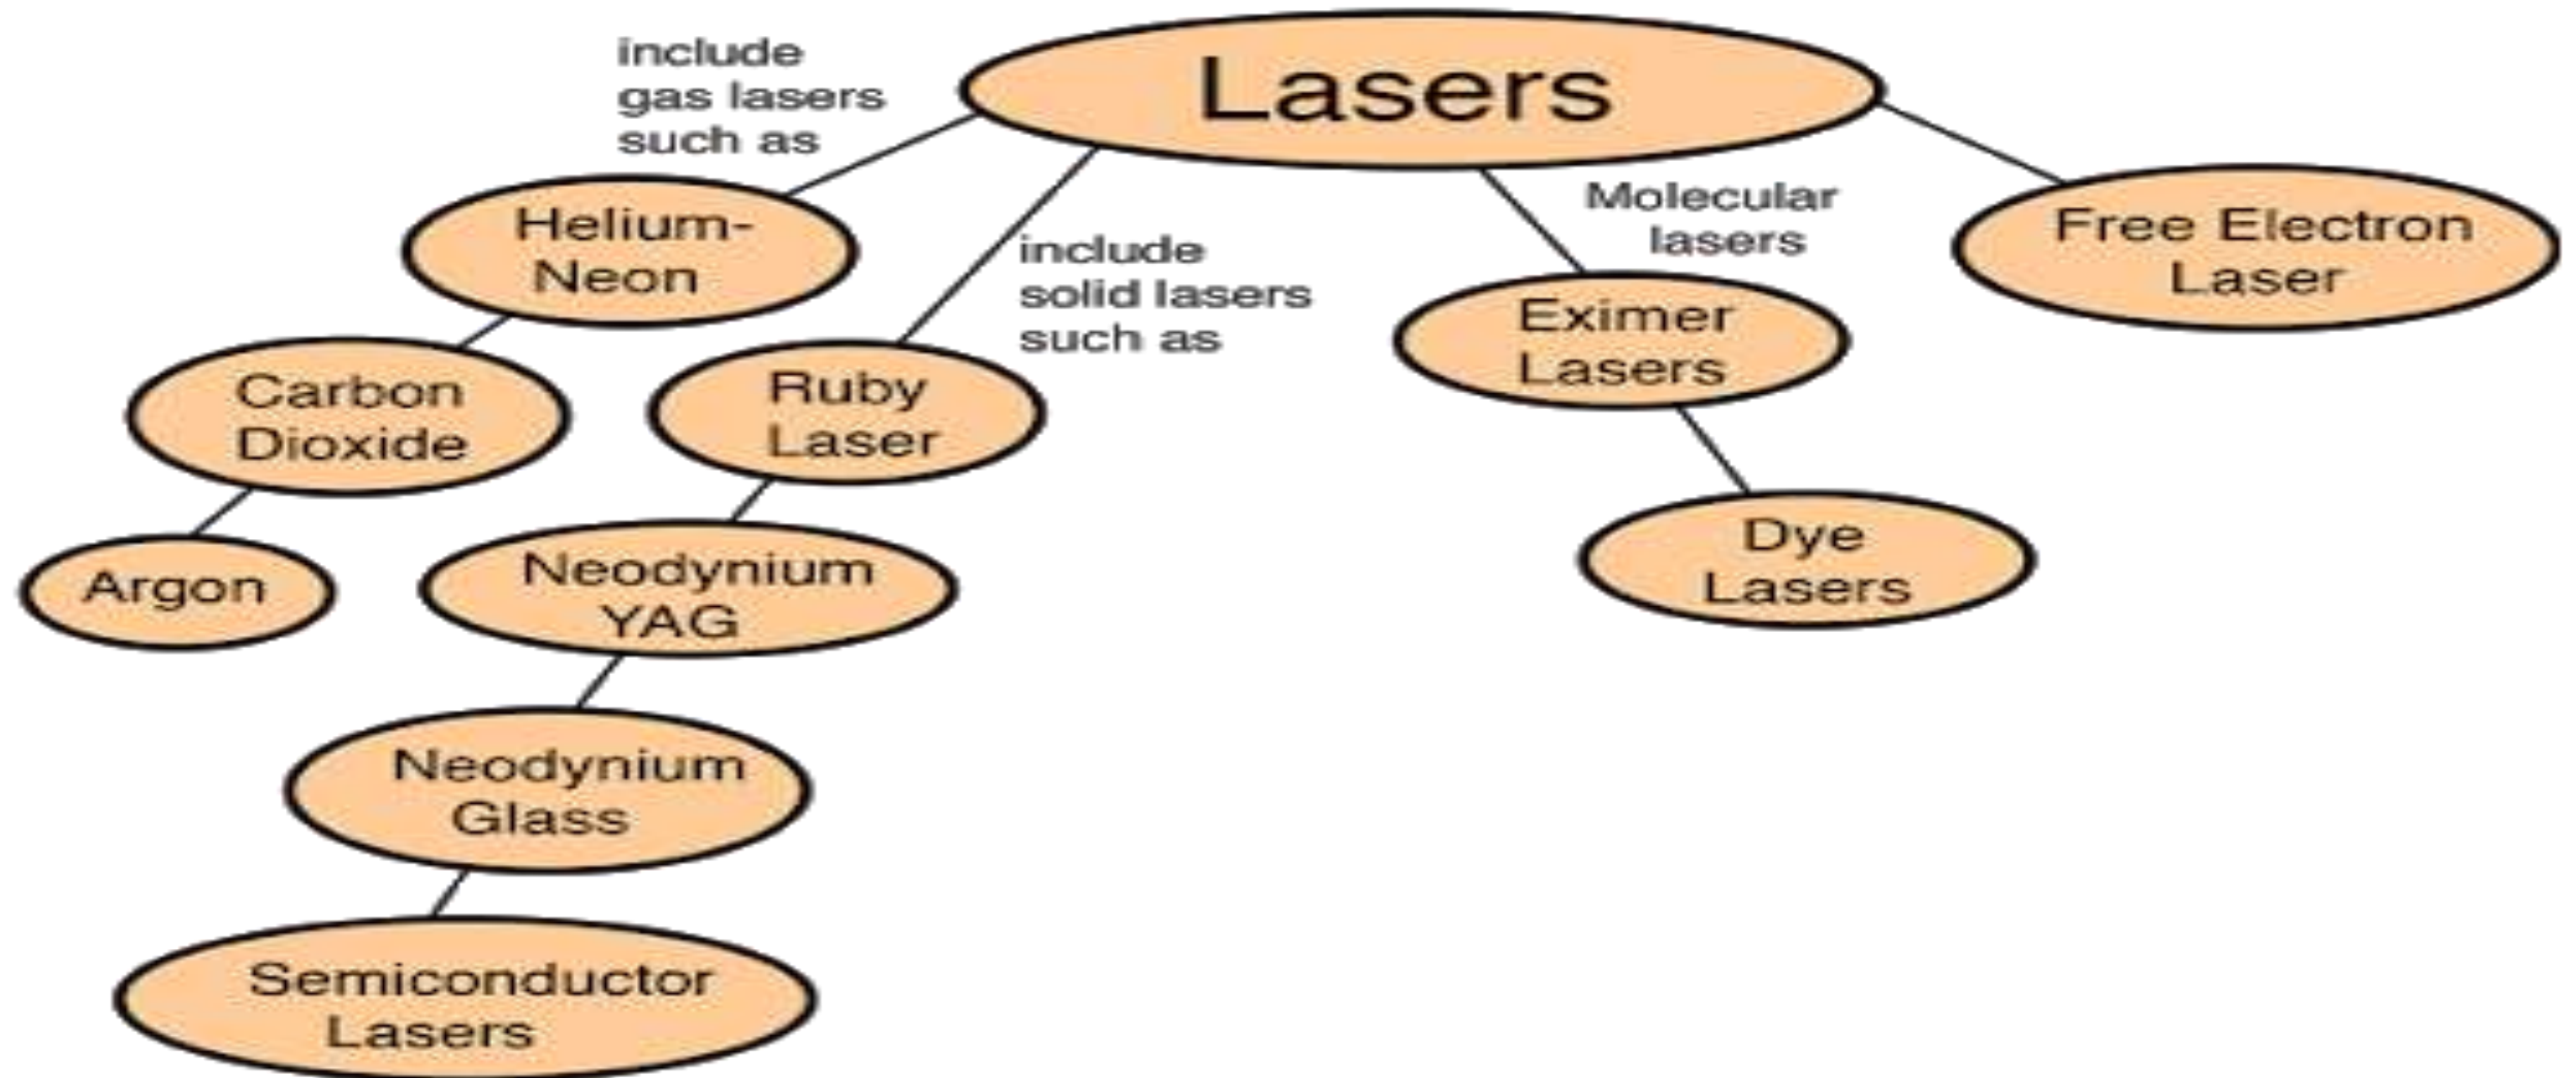 Lasers
include
gas lasers
such as
Helium-
Neon
Carbon
Dioxide
Argon
include
solid lasers
such as
Ruby
Laser
Neodynium
YAG
Neodynium
Glass
Semiconductor
Lasers
Molecular
lasers
Eximer
Lasers
Dye
Lasers
Free Electron
Laser